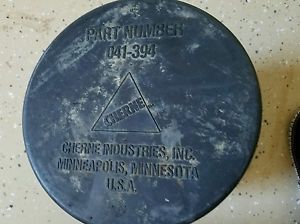 PART NUMBER
041-394
CHERNE
CHERNE INDUSTRIES, INC.
MINNEAPOLIS, MINNESOTA
U.S.A.